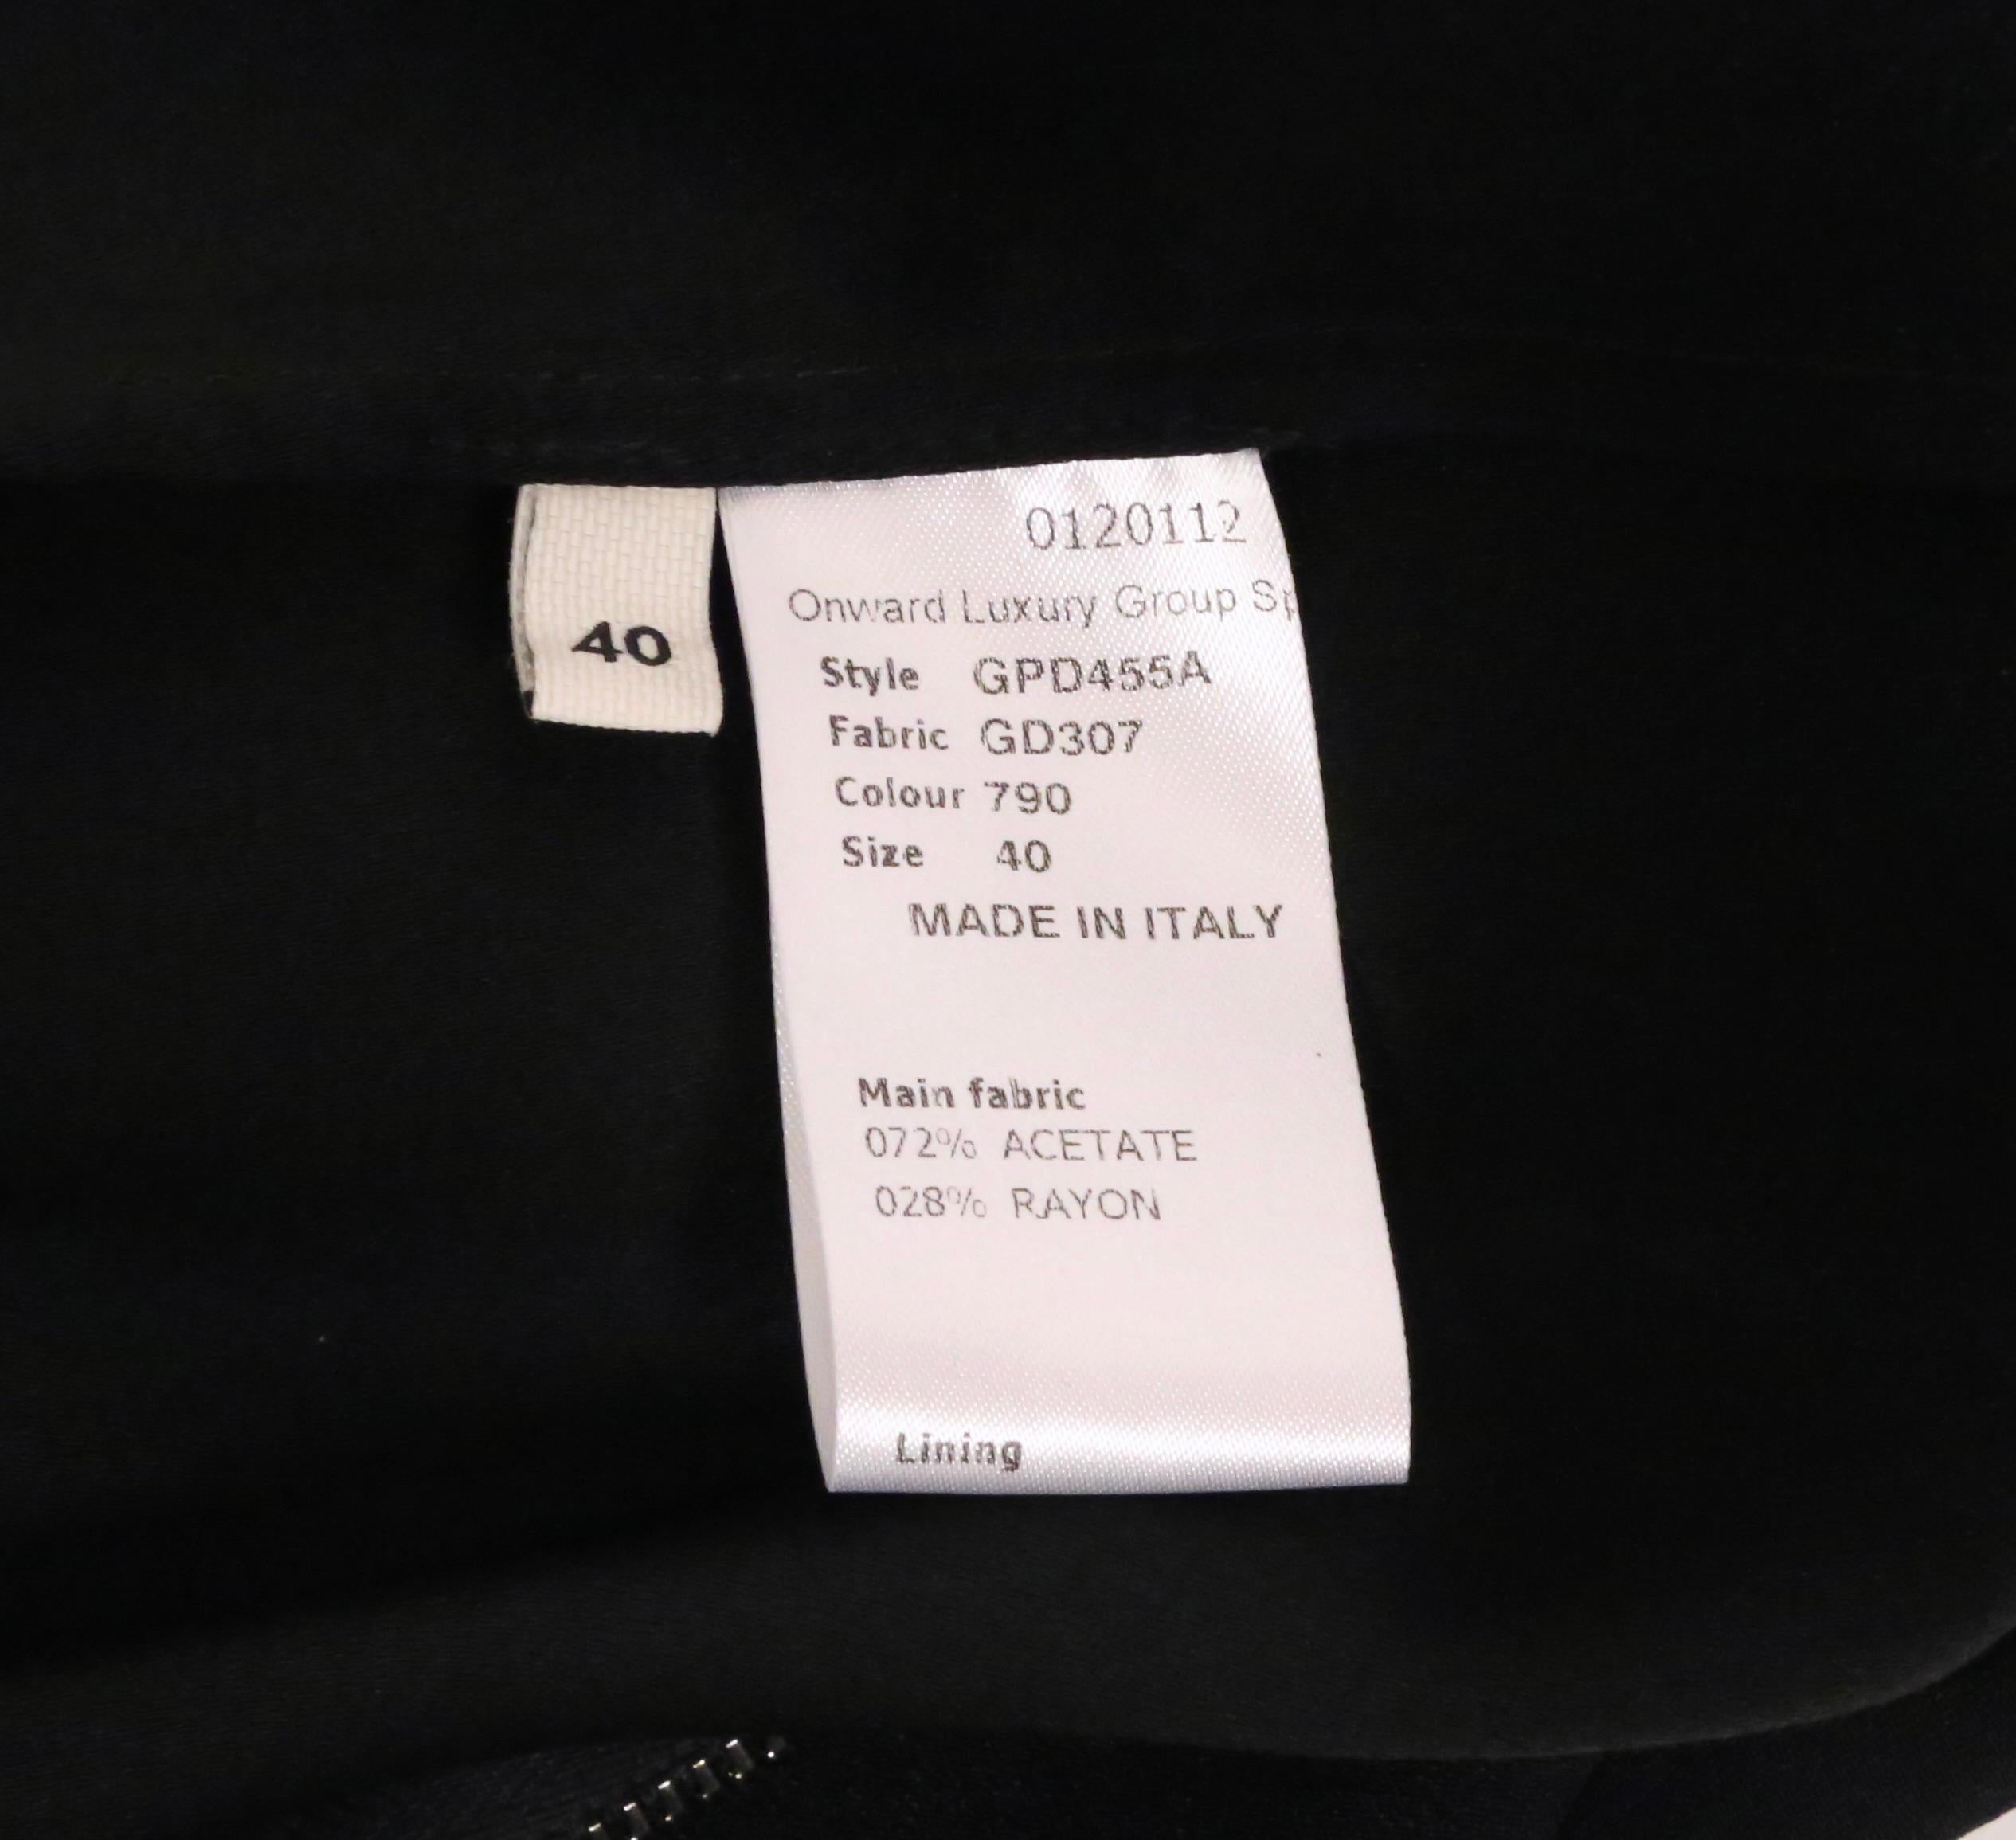 40
0120112
Onward Luxury Group Sp
Style GPD455A
Fabric GD307
Colour 790
Size 40
MADE IN ITALY
Main fabric
072% ACETATE
028% RAYON
Lining